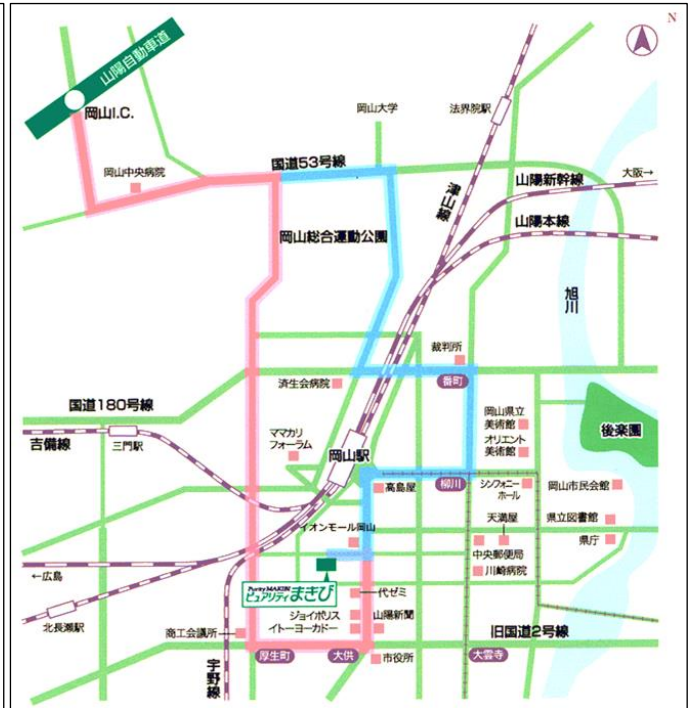 N
山陽自動車道
岡山I.C.
岡山大学
法界院駅
岡山中央病院
国道53号線
津山線
山陽新幹線
大阪→
山陽本線
岡山総合運動公園
旭川
裁判所
番町
済生会病院
国道180号線
吉備線
三門駅
ママカリ
フォーラム
岡山駅
岡山県立
美術館
オリエント
美術館
後楽園
高島屋
柳川
シンフォニー
ホール
岡山市民会館
天満屋
県立図書館
イオンモール岡山
中央郵便局
県庁
川崎病院
←広島
Purity MAKIBI
ピュアリティまきび
代ゼミ
北長瀬駅
ジョイポリス
山陽新聞
イトーヨーカドー
商工会議所
旧国道2号線
厚生町
大供
市役所
大雲寺
宇野線